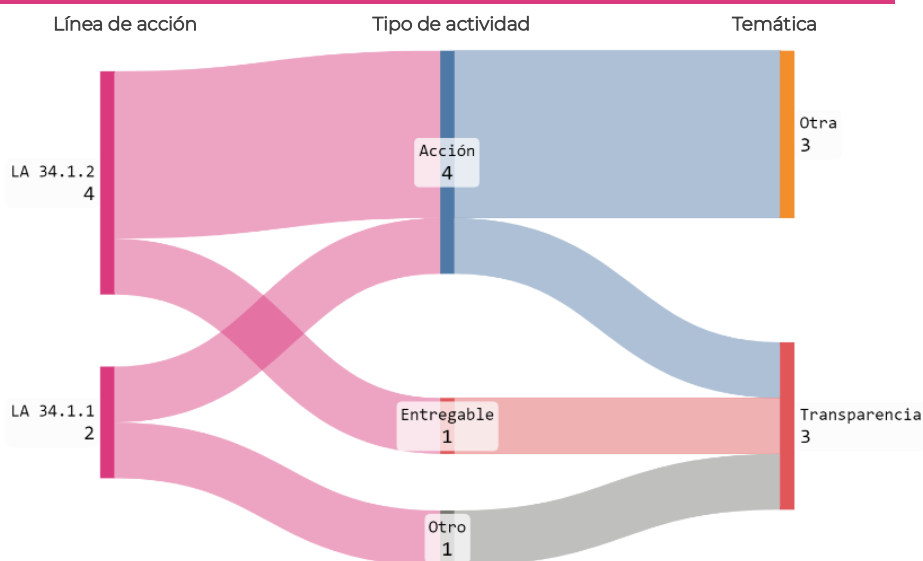 Línea de acción
Tipo de actividad
Temática
LA 34.1.2
4
LA 34.1.1
2
Acción
4
Entregable
1
Otro
1
Otra
3
Transparencia
3